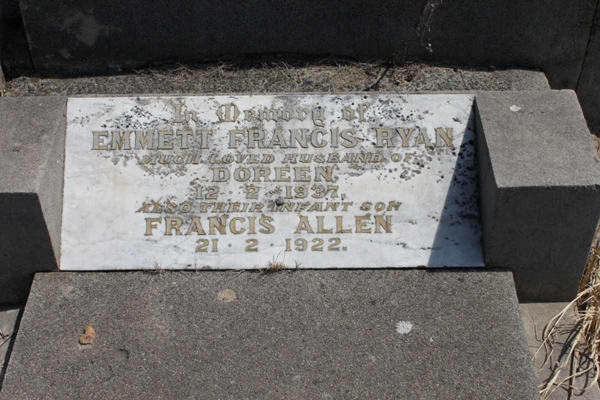 In Memory of
EMMETT FRANCIS RYAN
MUCH LOVED HUSBAND OF
DOREEN
12 · 2 · 1937.
ALSO THEIR INFANT SON
FRANCIS ALLEN
21 · 2 · 1922.